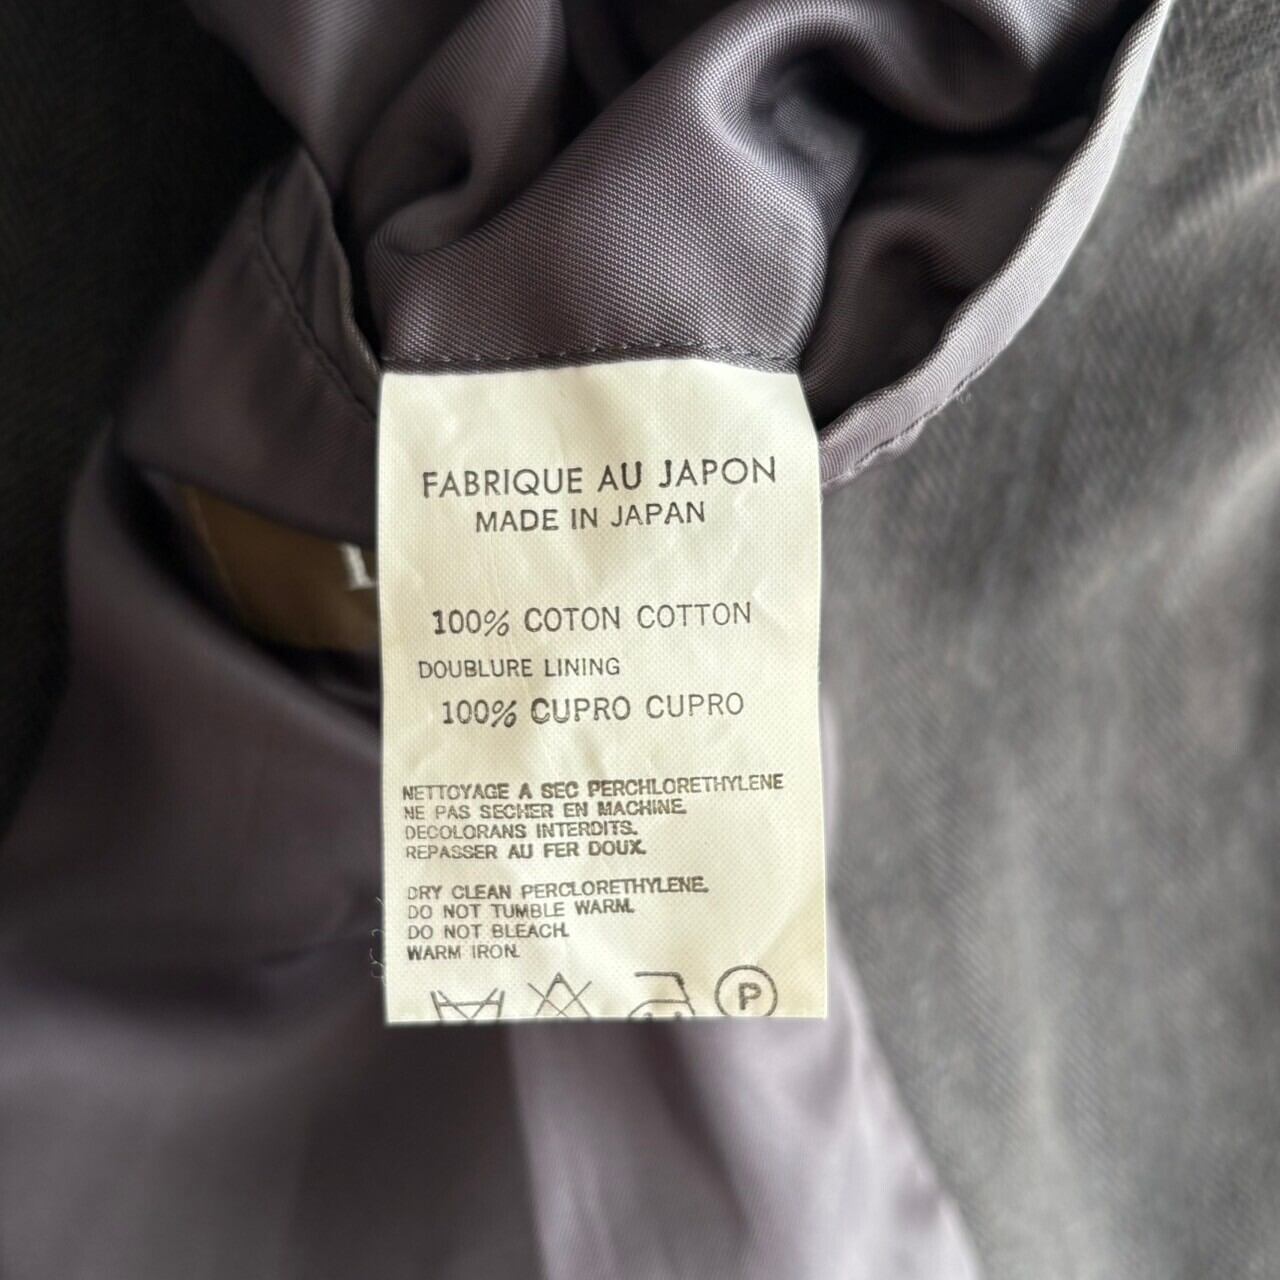 FABRIQUE AU JAPON
MADE IN JAPAN
100% COTON COTTON
DOUBLURE LINING
100% CUPRO CUPRO
NETTOYAGE A SEC PERCHLORETHYLENE
NE PAS SECHER EN MACHINE.
DECOLORANS INTERDITS.
REPASSER AU FER DOUX.
DRY CLEAN PERCLORETHYLENE.
DO NOT TUMBLE WARM.
DO NOT BLEACH.
WARM IRON.
P